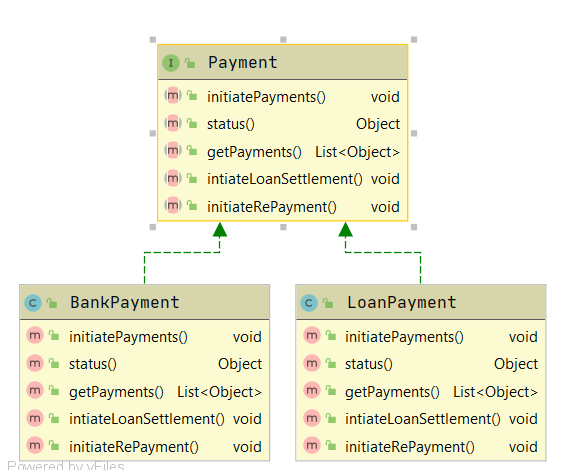 I Payment
m initiatePayments() void
m status() Object
m getPayments() List<Object>
m intiateLoanSettlement() void
m initiateRePayment() void
C BankPayment
m initiatePayments() void
m status() Object
m getPayments() List<Object>
m intiateLoanSettlement() void
m initiateRePayment() void
C LoanPayment
m initiatePayments() void
m status() Object
m getPayments() List<Object>
m intiateLoanSettlement() void
m initiateRePayment() void
Powered by yFiles